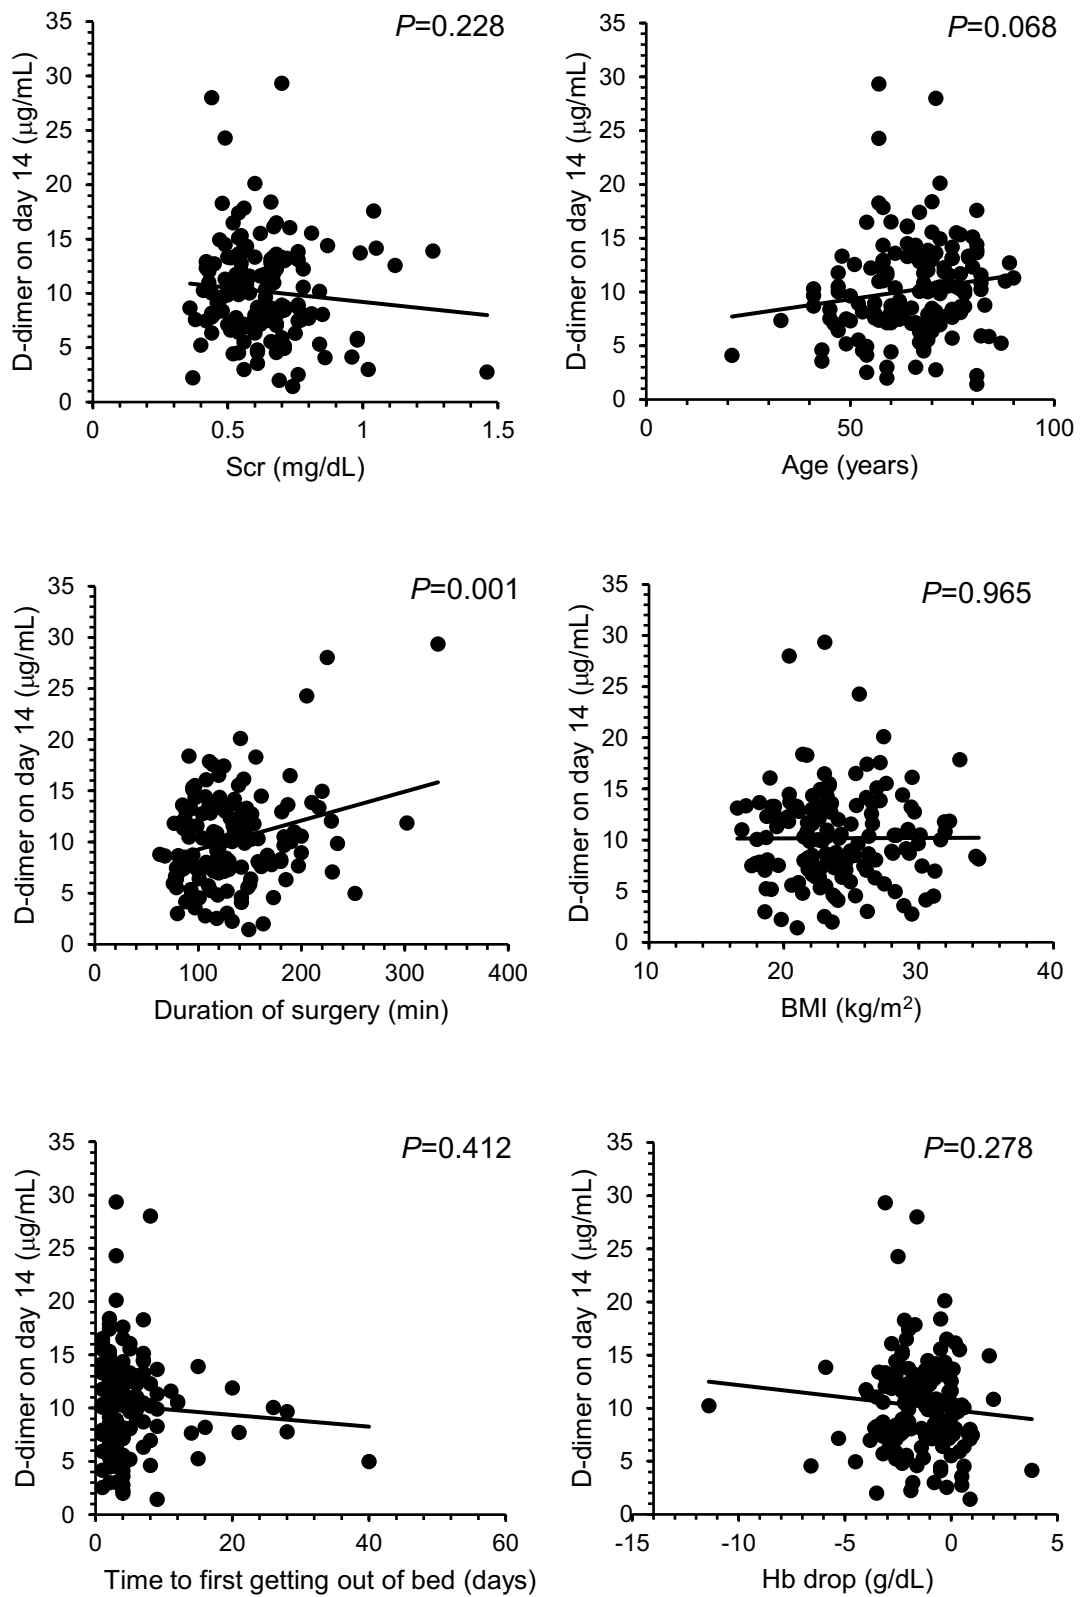 P=0.228
D-dimer on day 14 (μg/mL)
35
30
25
20
15
10
5
0
0 0.5 1 1.5
Scr (mg/dL)
P=0.068
D-dimer on day 14 (μg/mL)
35
30
25
20
15
10
5
0
0 50 100
Age (years)
P=0.001
D-dimer on day 14 (μg/mL)
35
30
25
20
15
10
5
0
0 100 200 300 400
Duration of surgery (min)
P=0.965
D-dimer on day 14 (μg/mL)
35
30
25
20
15
10
5
0
10 20 30 40
BMI (kg/m²)
P=0.412
D-dimer on day 14 (μg/mL)
35
30
25
20
15
10
5
0
0 20 40 60
Time to first getting out of bed (days)
P=0.278
D-dimer on day 14 (μg/mL)
35
30
25
20
15
10
5
0
-15 -10 -5 0 5
Hb drop (g/dL)